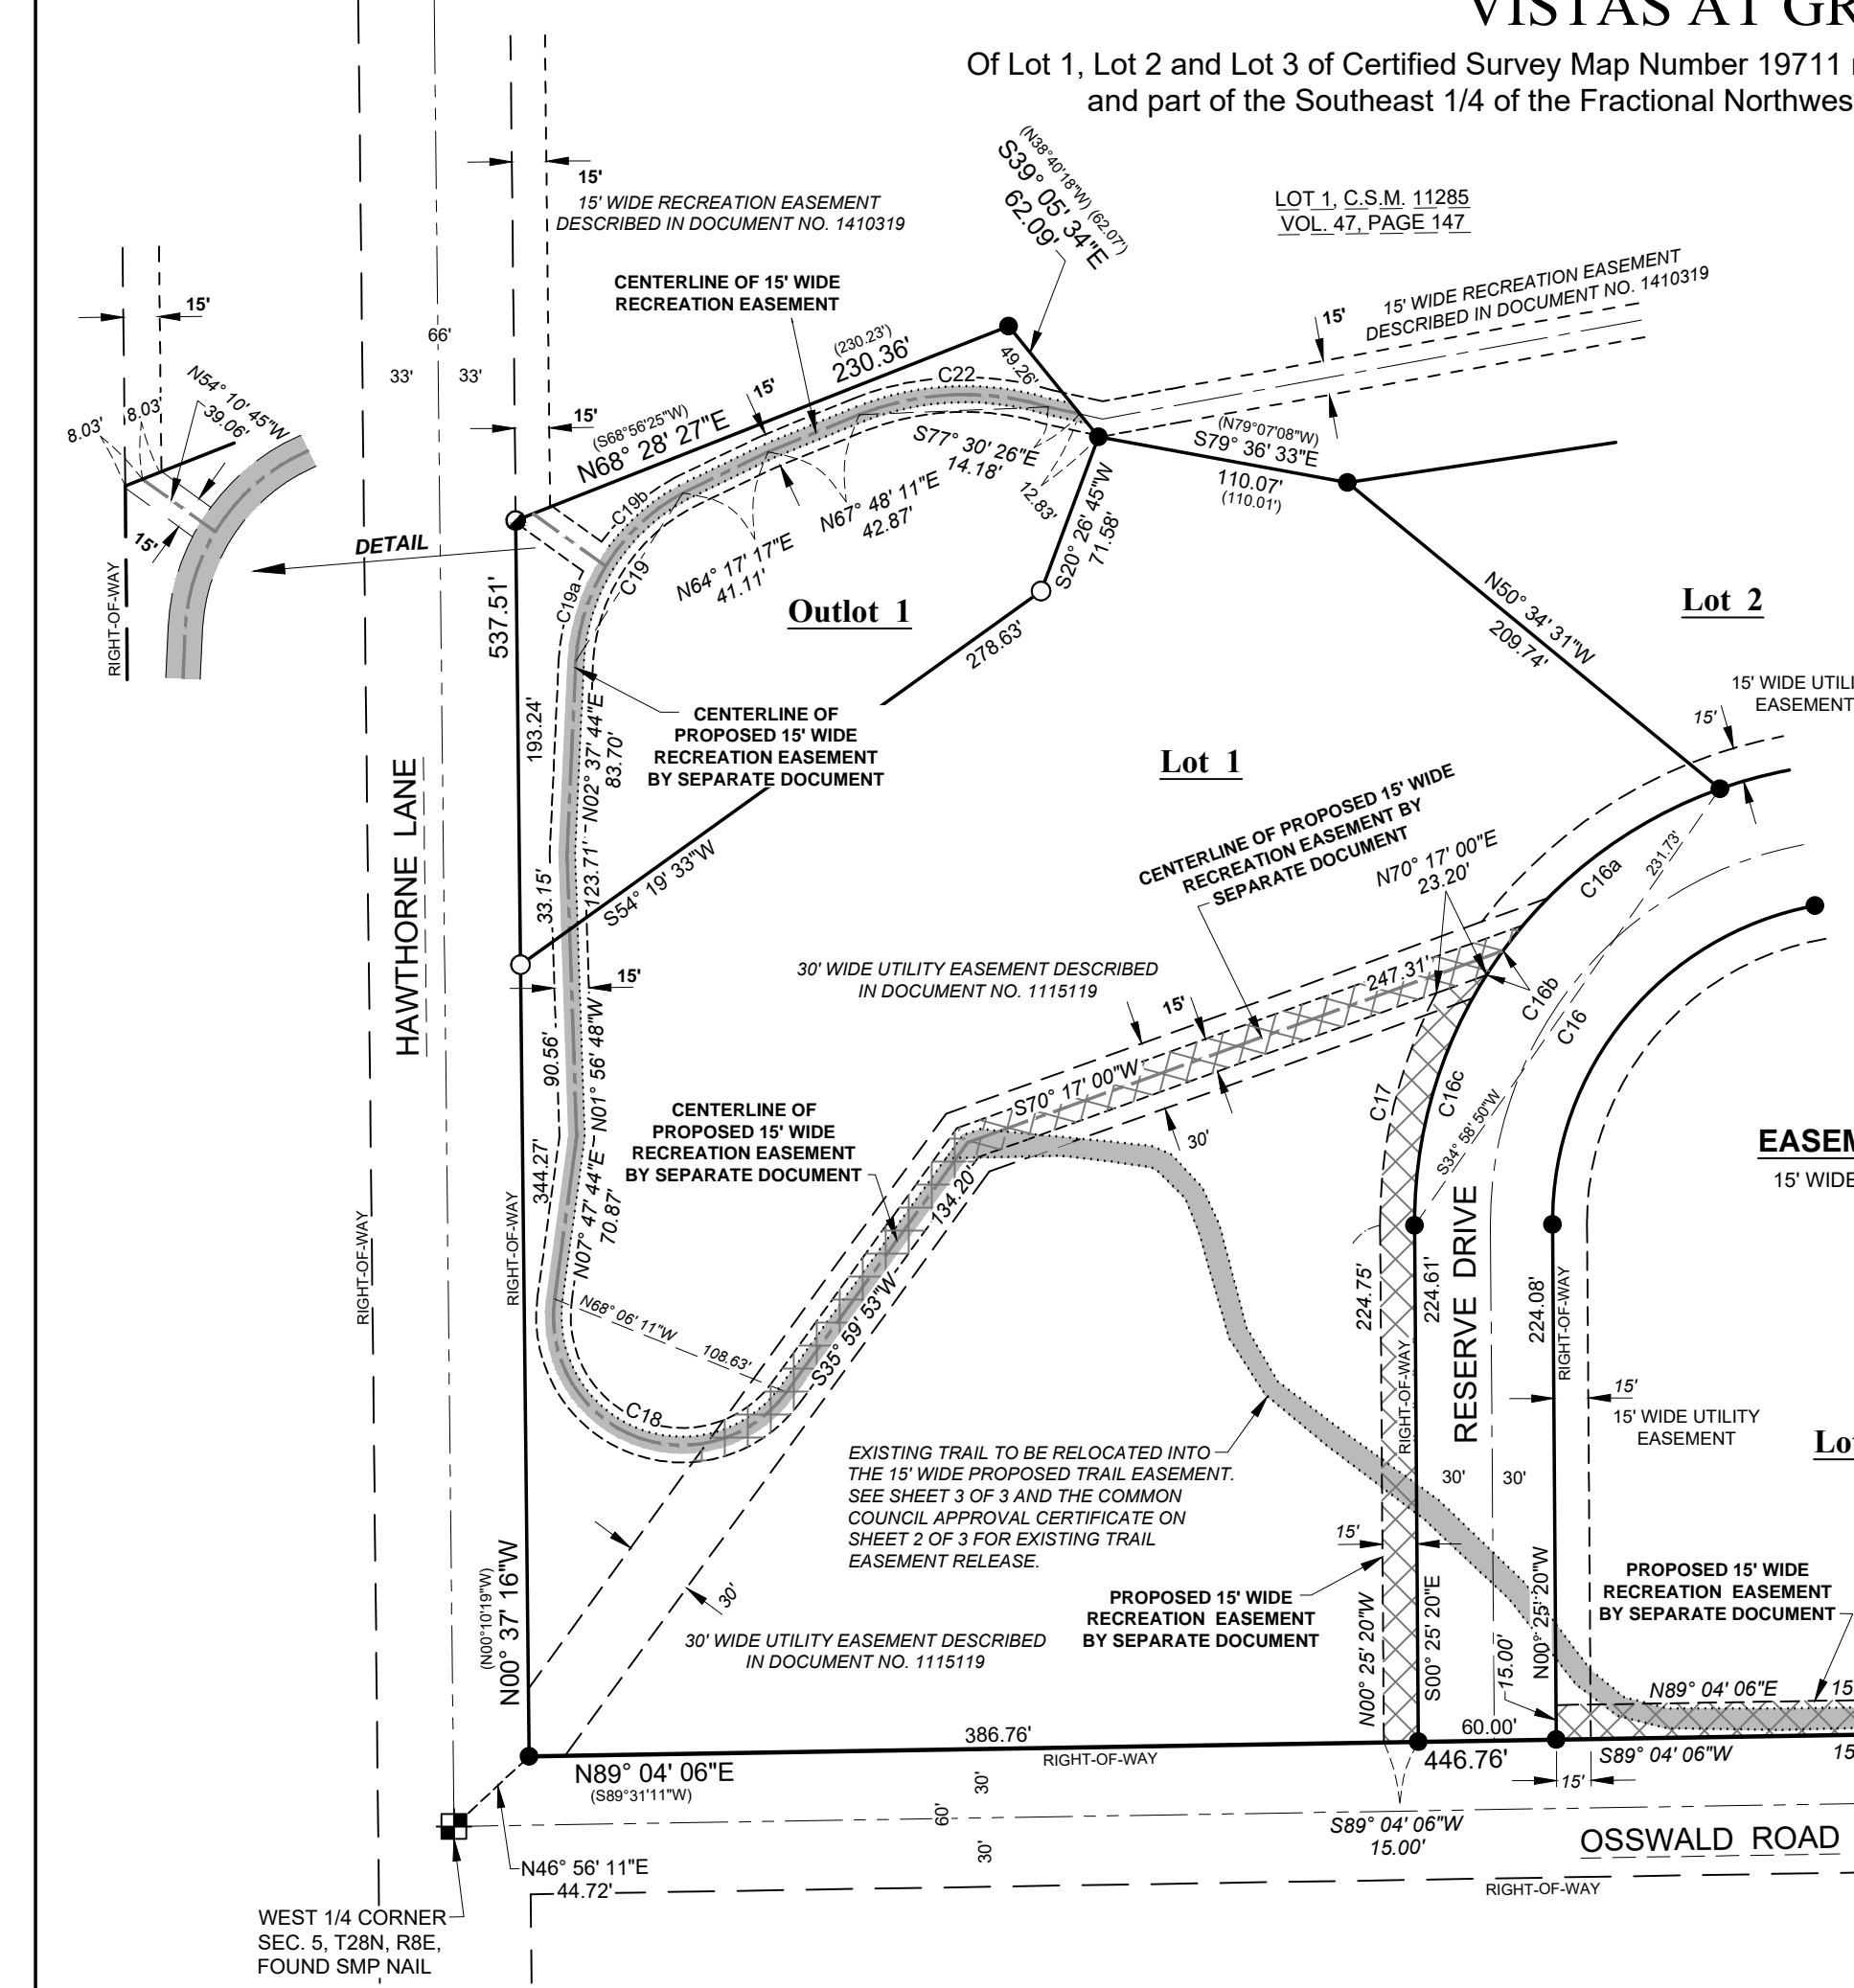 VISTAS AT GR
Of Lot 1, Lot 2 and Lot 3 of Certified Survey Map Number 19711
and part of the Southeast 1/4 of the Fractional Northwes
15'
15' WIDE RECREATION EASEMENT
DESCRIBED IN DOCUMENT NO. 1410319
(N38°40'18"W) (62.07')
S39° 05' 34"E
62.09'
LOT 1, C.S.M. 11285
VOL. 47, PAGE 147
CENTERLINE OF 15' WIDE
RECREATION EASEMENT
15' WIDE RECREATION EASEMENT
DESCRIBED IN DOCUMENT NO. 1410319
15'
15'
66'
33'
33'
N54° 10' 45"W
39.06'
8.03'
8.03'
15'
RIGHT-OF-WAY
DETAIL
15'
(230.23')
230.36'
15'
(S68°56'25"W)
N68° 28' 27"E
C22
49.26'
S77° 30' 26"E
14.18'
12.83'
N67° 48' 11"E
42.87'
N64° 17' 17"E
41.11'
C19b
C19
C19a
(N79°07'08"W)
S79° 36' 33"E
110.07'
(110.01')
S20° 26' 45"W
71.58'
Outlot 1
278.63'
N50° 34' 31"W
209.74'
Lot 2
537.51'
193.24'
N02° 37' 44"E
83.70'
CENTERLINE OF
PROPOSED 15' WIDE
RECREATION EASEMENT
BY SEPARATE DOCUMENT
Lot 1
15' WIDE UTILI
EASEMENT
15'
HAWTHORNE LANE
33.15'
123.71'
S54° 19' 33"W
15'
CENTERLINE OF PROPOSED 15' WIDE
RECREATION EASEMENT BY
SEPARATE DOCUMENT
N70° 17' 00"E
23.20'
C16a
231.73'
30' WIDE UTILITY EASEMENT DESCRIBED
IN DOCUMENT NO. 1115119
15'
247.31'
C16b
C16
90.56'
N01° 56' 48"W
S70° 17' 00"W
C17
C16c
S34° 58' 50"W
30'
CENTERLINE OF
PROPOSED 15' WIDE
RECREATION EASEMENT
BY SEPARATE DOCUMENT
EASEM
15' WIDE
344.27'
RIGHT-OF-WAY
RIGHT-OF-WAY
N07° 47' 44"E
70.87'
134.20'
S35° 59' 53"W
N68° 06' 11"W
108.63'
C18
224.75'
224.61'
RIGHT-OF-WAY
RESERVE DRIVE
224.08'
RIGHT-OF-WAY
15'
15' WIDE UTILITY
EASEMENT
Lo
30'
30'
EXISTING TRAIL TO BE RELOCATED INTO
THE 15' WIDE PROPOSED TRAIL EASEMENT.
SEE SHEET 3 OF 3 AND THE COMMON
COUNCIL APPROVAL CERTIFICATE ON
SHEET 2 OF 3 FOR EXISTING TRAIL
EASEMENT RELEASE.
15'
PROPOSED 15' WIDE
RECREATION EASEMENT
BY SEPARATE DOCUMENT
PROPOSED 15' WIDE
RECREATION EASEMENT
BY SEPARATE DOCUMENT
(N00°10'19"W)
N00° 37' 16"W
30'
30' WIDE UTILITY EASEMENT DESCRIBED
IN DOCUMENT NO. 1115119
N00° 25' 20"W
S00° 25' 20"E
15.00'
N00° 25' 20"W
N89° 04' 06"E
15
386.76'
RIGHT-OF-WAY
60.00'
446.76'
S89° 04' 06"W
15
15'
N89° 04' 06"E
(S89°31'11"W)
30'
60'
30'
S89° 04' 06"W
15.00'
OSSWALD ROAD
N46° 56' 11"E
44.72'
RIGHT-OF-WAY
WEST 1/4 CORNER
SEC. 5, T28N, R8E,
FOUND SMP NAIL